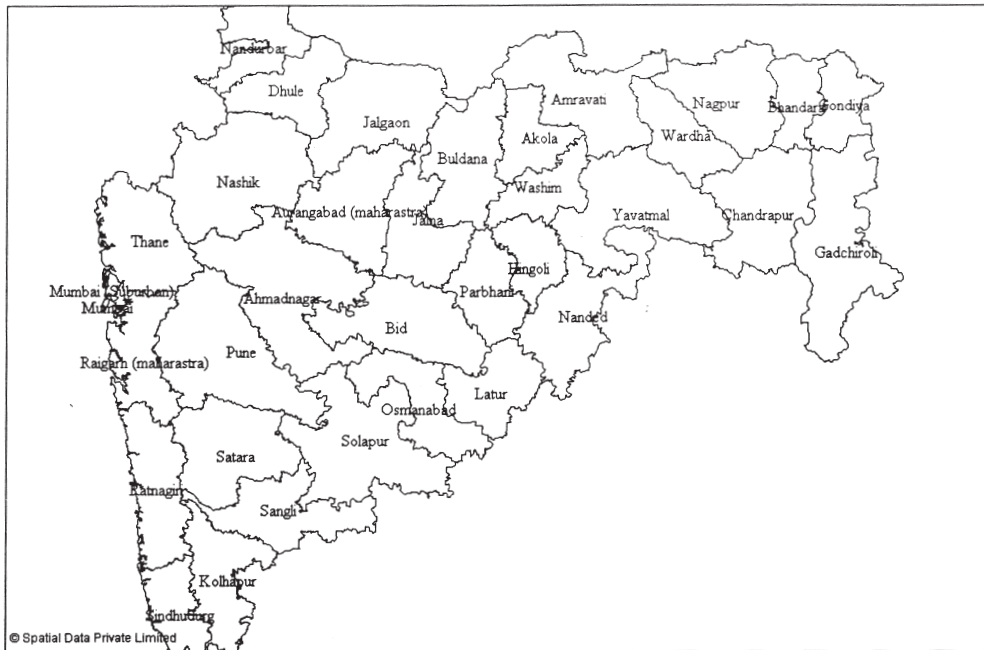 Nandurbar
Dhule
Jalgaon
Amravati
Nagpur
Bhandara
Gondiya
Akola
Wardha
Buldana
Nashik
Washim
Aurangabad (maharastra)
Jalna
Yavatmal
Chandrapur
Thane
Gadchiroli
Hingoli
Mumbai (Suburban)
Parbhani
Ahmadnagar
Mumbai
Nanded
Bid
Pune
Raigarh (maharastra)
Latur
Osmanabad
Solapur
Satara
Ratnagiri
Sangli
Kolhapur
Sindhudurg
© Spatial Data Private Limited